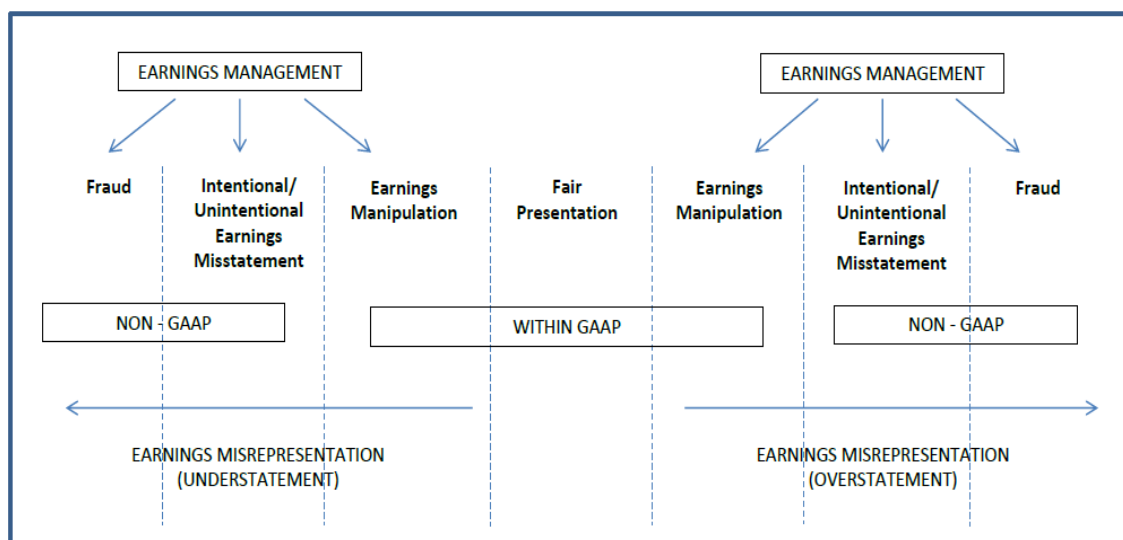 EARNINGS MANAGEMENT
EARNINGS MANAGEMENT
Fraud
Intentional/
Unintentional
Earnings
Misstatement
Earnings
Manipulation
Fair
Presentation
Earnings
Manipulation
Intentional/
Unintentional
Earnings
Misstatement
Fraud
NON - GAAP
WITHIN GAAP
NON - GAAP
EARNINGS MISREPRESENTATION
(UNDERSTATEMENT)
EARNINGS MISREPRESENTATION
(OVERSTATEMENT)